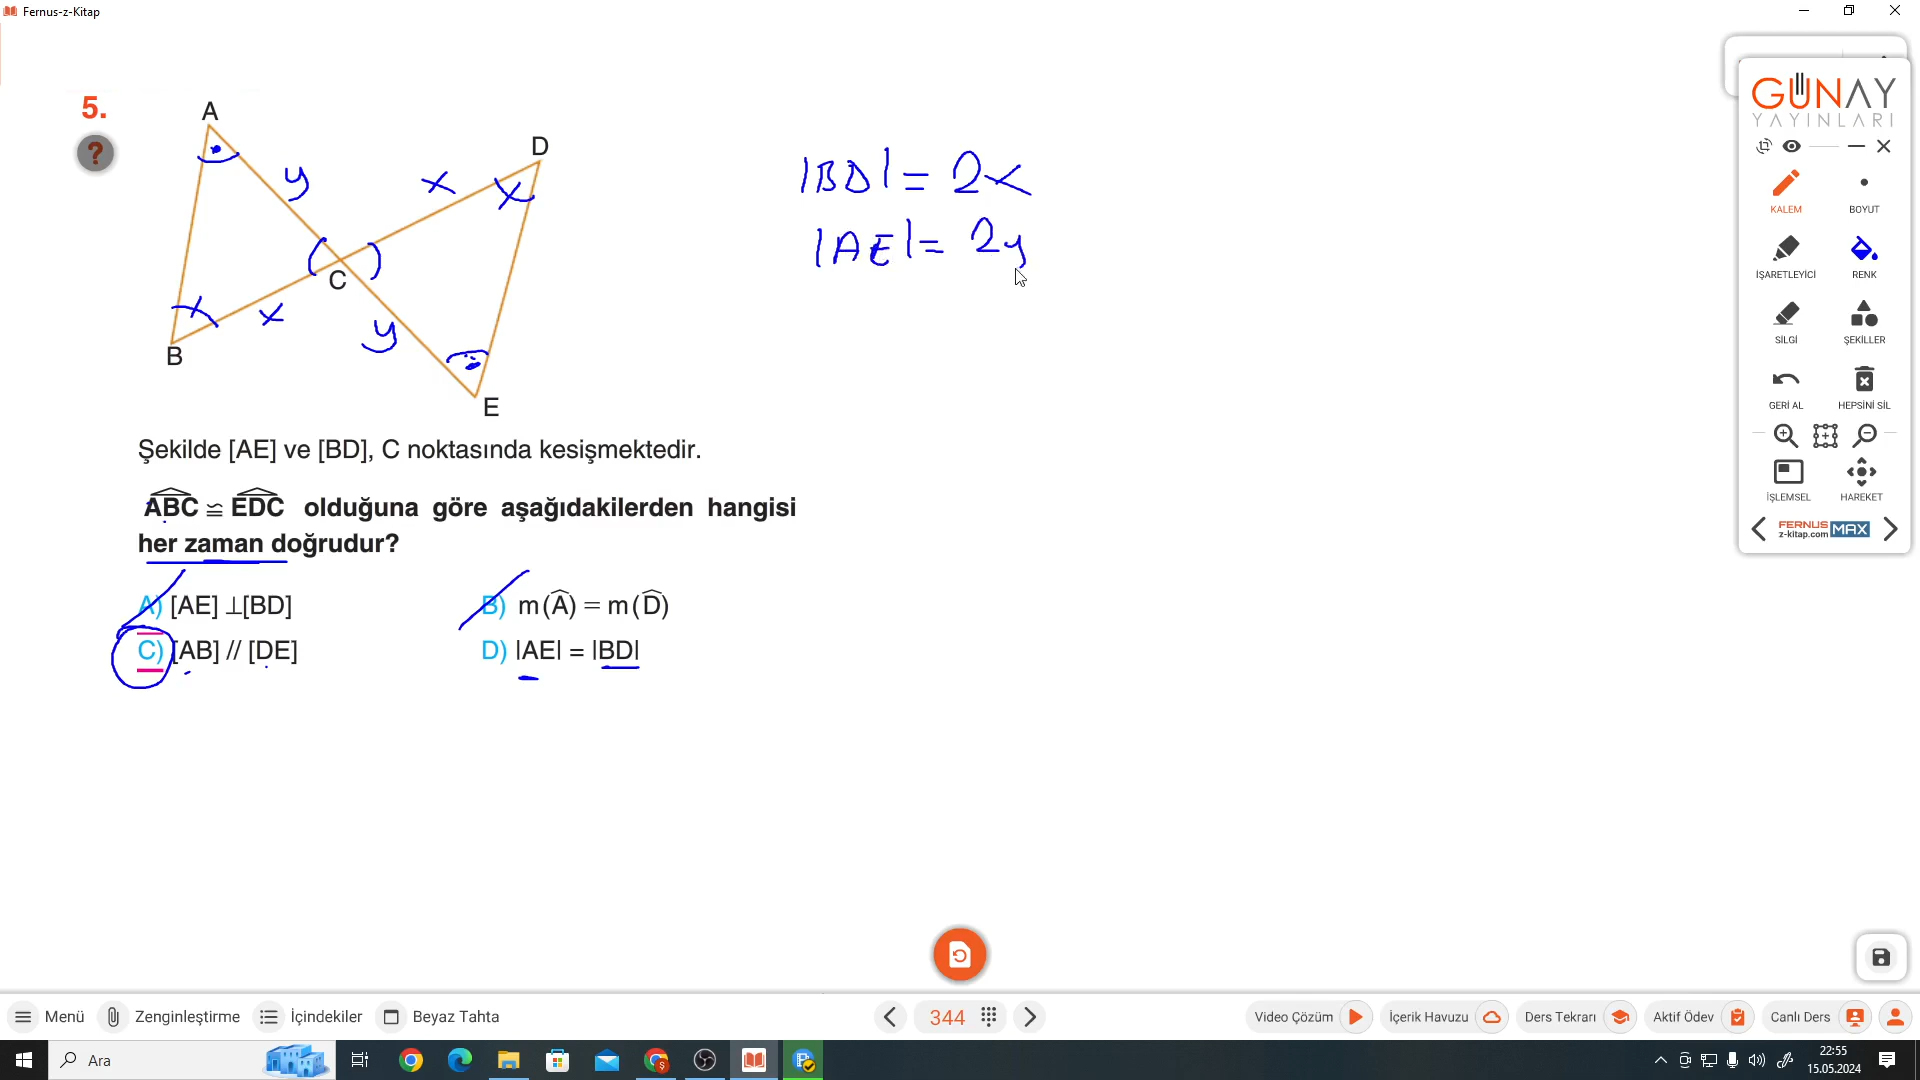 Fernus-z-Kitap
5.
?
A
D
B
C
E
y
x
x
y
x
x
|BD| = 2x
|AE| = 2y
Şekilde [AE] ve [BD], C noktasında kesişmektedir.
ABC ≅ EDC olduğuna göre aşağıdakilerden hangisi
her zaman doğrudur?
A) [AE] ⊥[BD]
B) m(A) = m(D)
C) [AB] // [DE]
D) |AE| = |BD|
GÜNAY
YAYINLARI
KALEM
BOYUT
İŞARETLEYİCİ
RENK
SİLGİ
ŞEKİLLER
GERİ AL
HEPSİNİ SİL
İŞLEMSEL
HAREKET
FERNUS
z-kitap.com
MAX
Menü
Zenginleştirme
İçindekiler
Beyaz Tahta
344
Video Çözüm
İçerik Havuzu
Ders Tekrarı
Aktif Ödev
Canlı Ders
Ara
22:55
15.05.2024